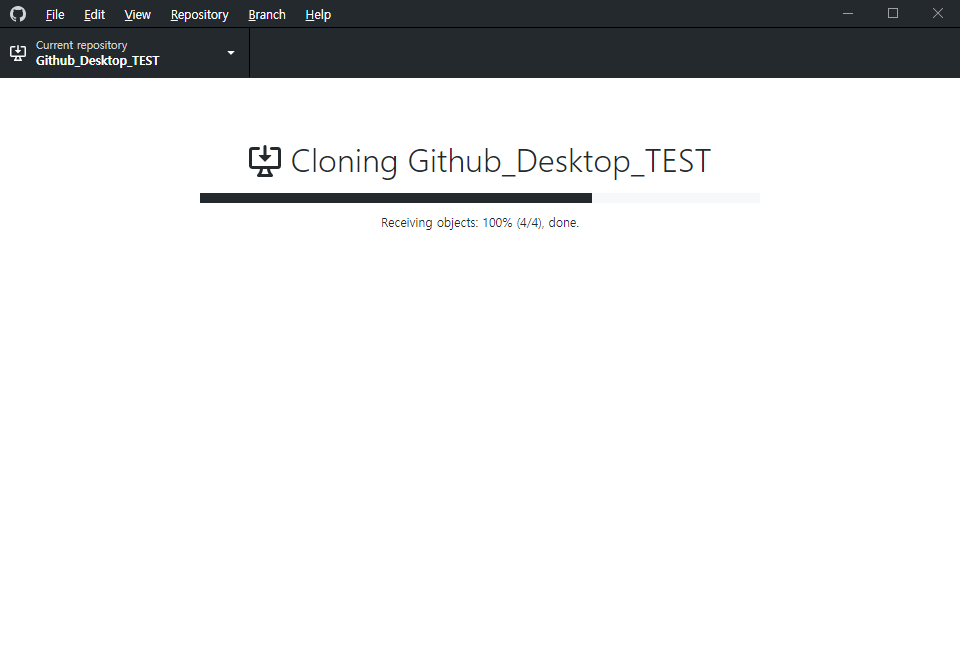 File Edit View Repository Branch Help
Current repository
Github_Desktop_TEST
Cloning Github_Desktop_TEST
Receiving objects: 100% (4/4), done.